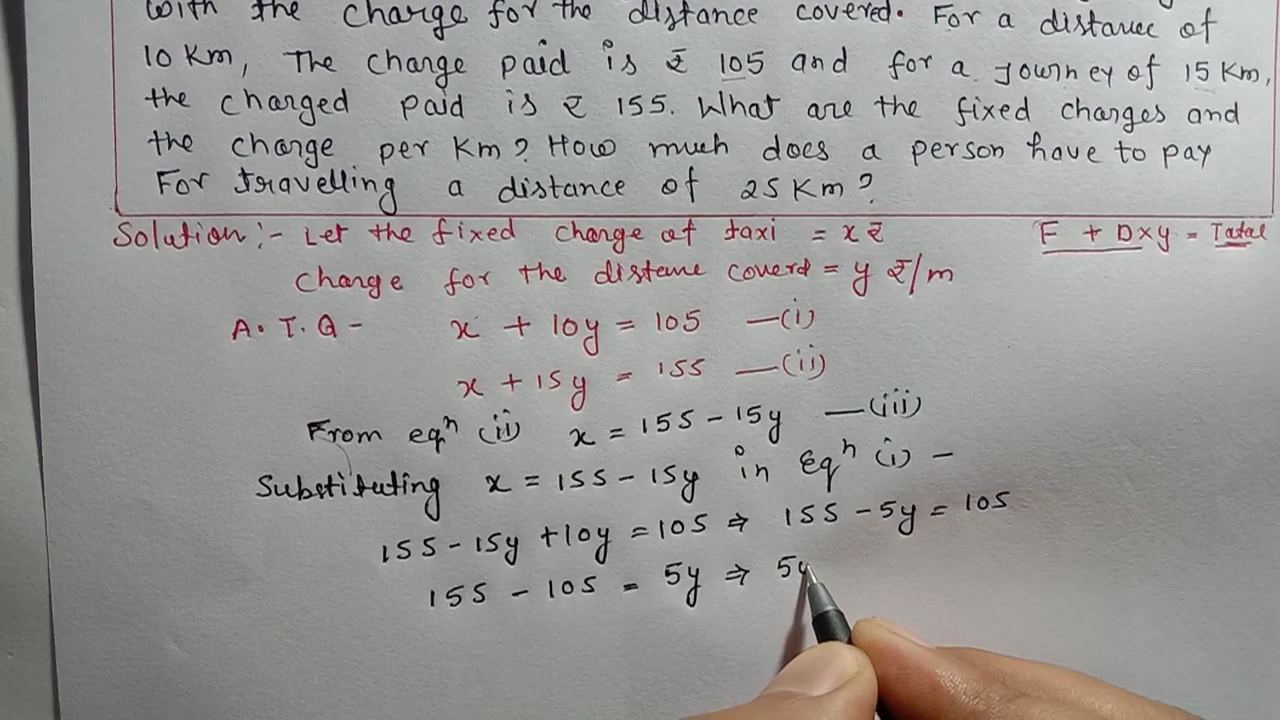 with the charge for the distance covered. For a distance of
10 Km, The charge paid is ₹ 105 and for a Journey of 15 Km,
the charged paid is ₹ 155. What are the fixed charges and
the charge per Km? How much does a person have to pay
For travelling a distance of 25 Km?
Solution :- Let the fixed charge of taxi = x ₹
F + D×y = Total
Charge for the distance coverd = y ₹/m
A.T.Q - x + 10y = 105 —(i)
x + 15y = 155 —(ii)
From eqⁿ (ii) x = 155 - 15y —(iii)
Substituting x = 155 - 15y in Eqⁿ (i) -
155 - 15y + 10y = 105 ⇒ 155 - 5y = 105
155 - 105 = 5y ⇒ 5y